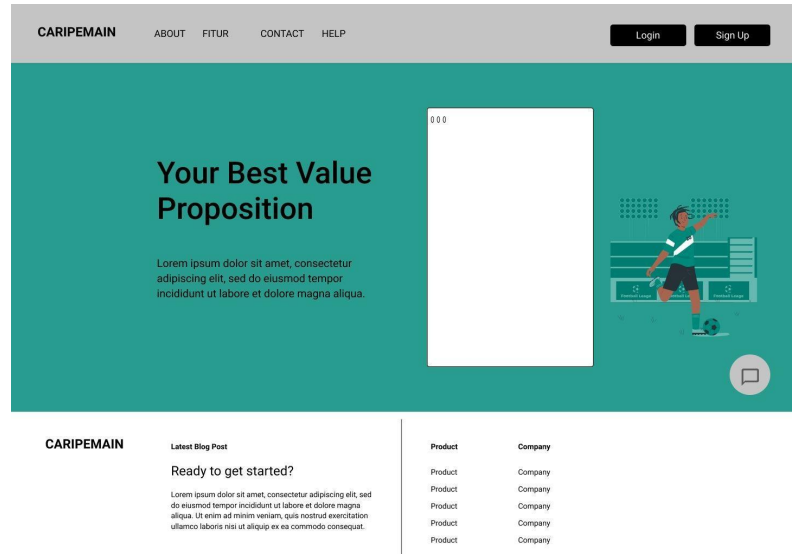 CARIPEMAIN
ABOUT FITUR CONTACT HELP
Login
Sign Up
Your Best Value
Proposition
Lorem ipsum dolor sit amet, consectetur
adipiscing elit, sed do eiusmod tempor
incididunt ut labore et dolore magna aliqua.
CARIPEMAIN
Latest Blog Post
Ready to get started?
Lorem ipsum dolor sit amet, consectetur adipiscing elit, sed
do eiusmod tempor incididunt ut labore et dolore magna
aliqua. Ut enim ad minim veniam, quis nostrud exercitation
ullamco laboris nisi ut aliquip ex ea commodo consequat.
Product
Product
Product
Product
Product
Product
Company
Company
Company
Company
Company
Company